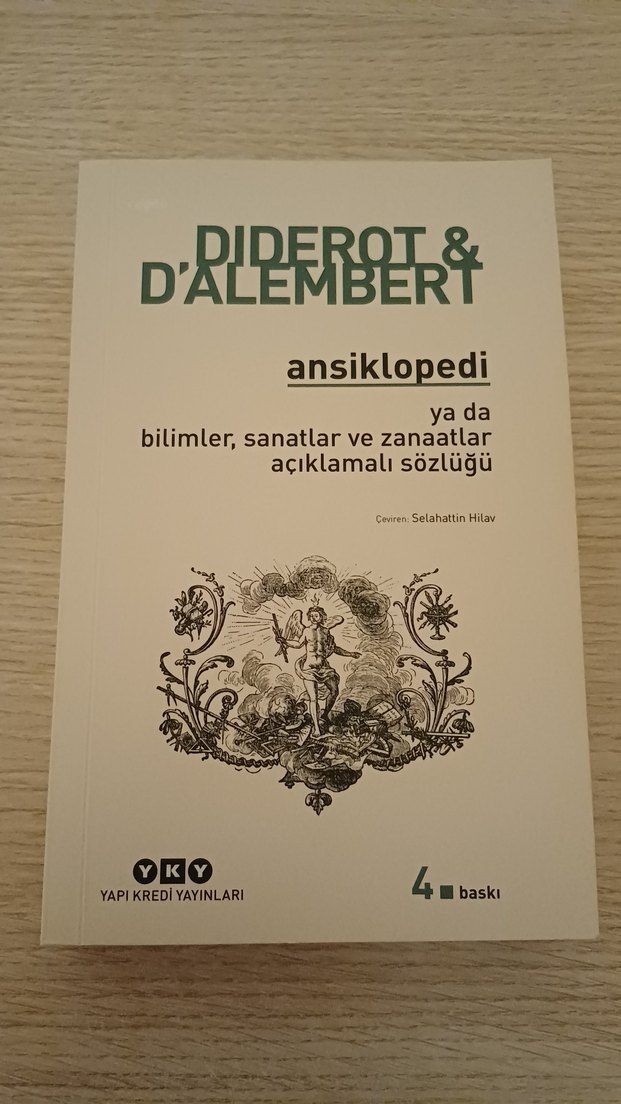 DIDEROT &
D'ALEMBERT
ansiklopedi
ya da
bilimler, sanatlar ve zanaatlar
açıklamalı sözlüğü
Çeviren: Selahattin Hilav
YKY
YAPI KREDİ YAYINLARI
4. baskı